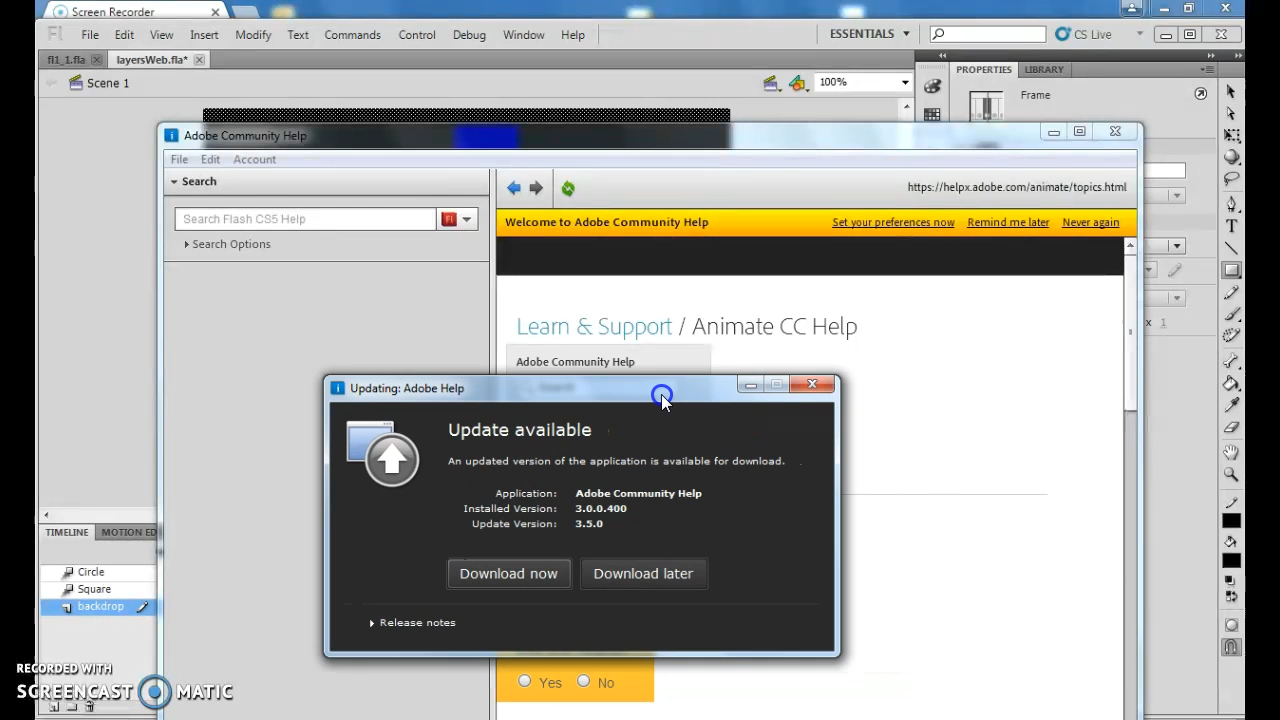 Screen Recorder
Fl File Edit View Insert Modify Text Commands Control Debug Window Help ESSENTIALS CS Live
fl1_1.fla layersWeb.fla*
Scene 1 100%
PROPERTIES LIBRARY
Frame
Adobe Community Help
File Edit Account
Search
https://helpx.adobe.com/animate/topics.html
Search Flash CS5 Help
Search Options
Welcome to Adobe Community Help Set your preferences now Remind me later Never again
Learn & Support / Animate CC Help
Adobe Community Help
Updating: Adobe Help
Update available
An updated version of the application is available for download.
Application: Adobe Community Help
Installed Version: 3.0.0.400
Update Version: 3.5.0
Download now Download later
Release notes
Yes No
x 1
TIMELINE MOTION ED
Circle
Square
backdrop
RECORDED WITH
SCREENCAST MATIC